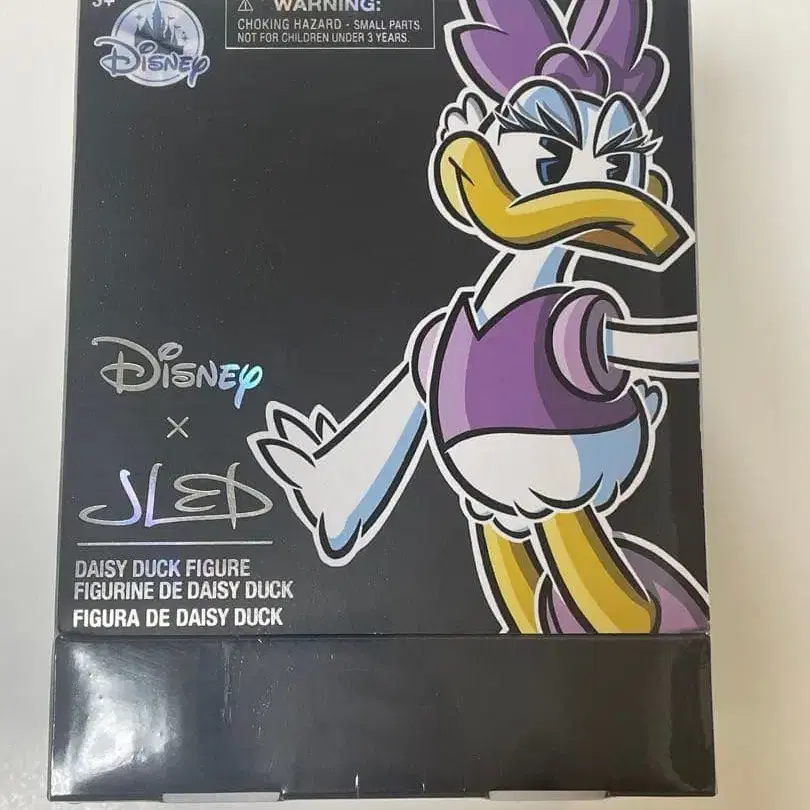 3+
⚠ WARNING:
CHOKING HAZARD - SMALL PARTS.
NOT FOR CHILDREN UNDER 3 YEARS.
Disney
Disney
×
JLED
DAISY DUCK FIGURE
FIGURINE DE DAISY DUCK
FIGURA DE DAISY DUCK